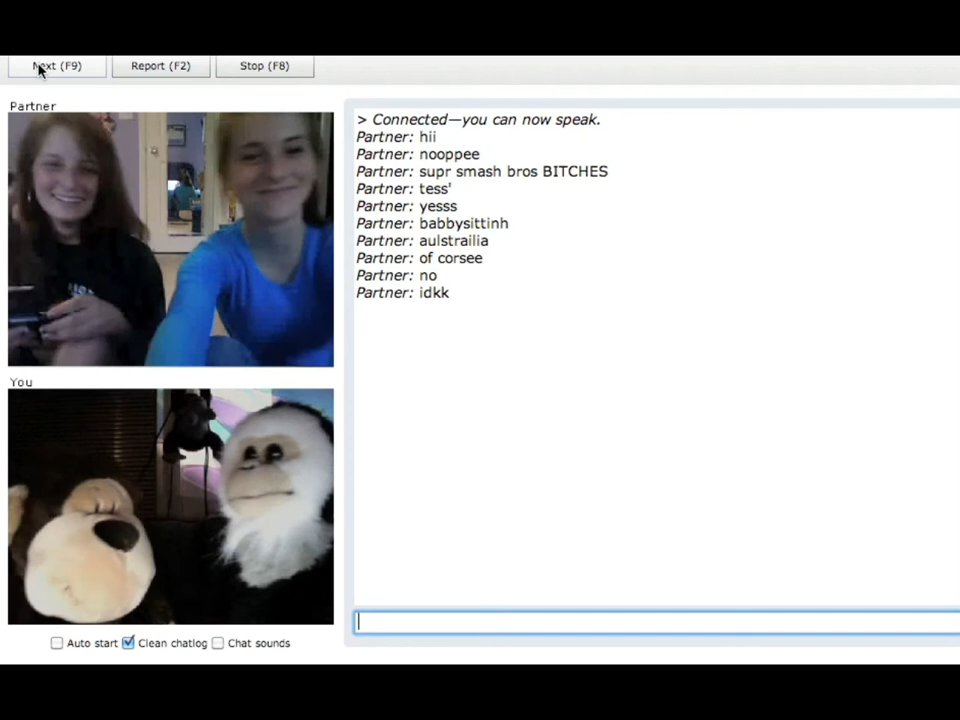 Next (F9) Report (F2) Stop (F8)
Partner
> Connected—you can now speak.
Partner: hii
Partner: nooppee
Partner: supr smash bros BITCHES
Partner: tess'
Partner: yesss
Partner: babbysittinh
Partner: aulstrailia
Partner: of corsee
Partner: no
Partner: idkk
You
Auto start Clean chatlog Chat sounds